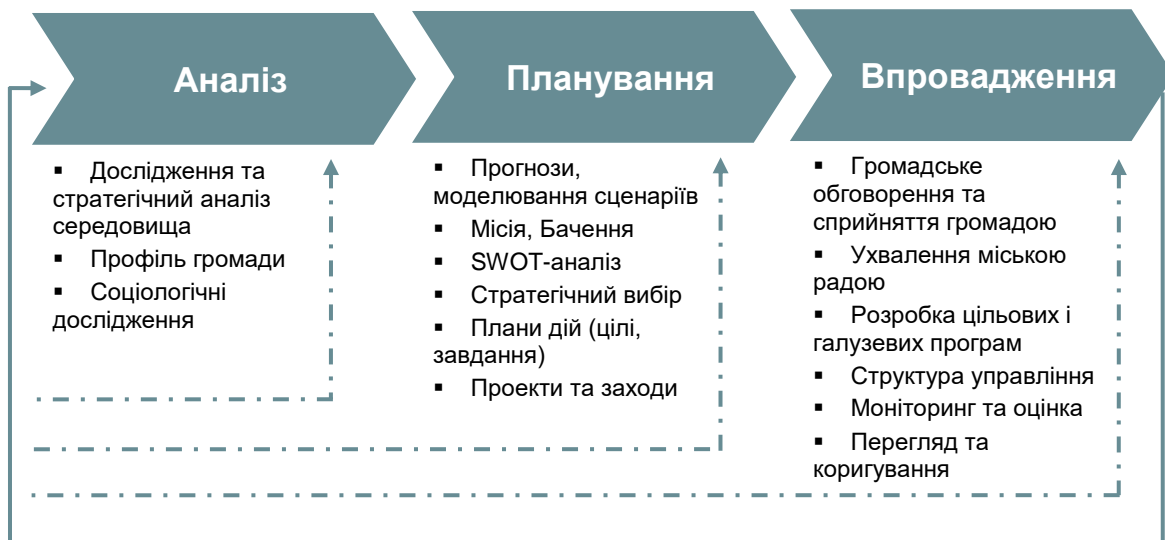 Аналіз
▪ Дослідження та
стратегічний аналіз
середовища
▪ Профіль громади
▪ Соціологічні
дослідження
Планування
▪ Прогнози,
моделювання сценаріїв
▪ Місія, Бачення
▪ SWOT-аналіз
▪ Стратегічний вибір
▪ Плани дій (цілі,
завдання)
▪ Проекти та заходи
Впровадження
▪ Громадське
обговорення та
сприйняття громадою
▪ Ухвалення міською
радою
▪ Розробка цільових і
галузевих програм
▪ Структура управління
▪ Моніторинг та оцінка
▪ Перегляд та
коригування